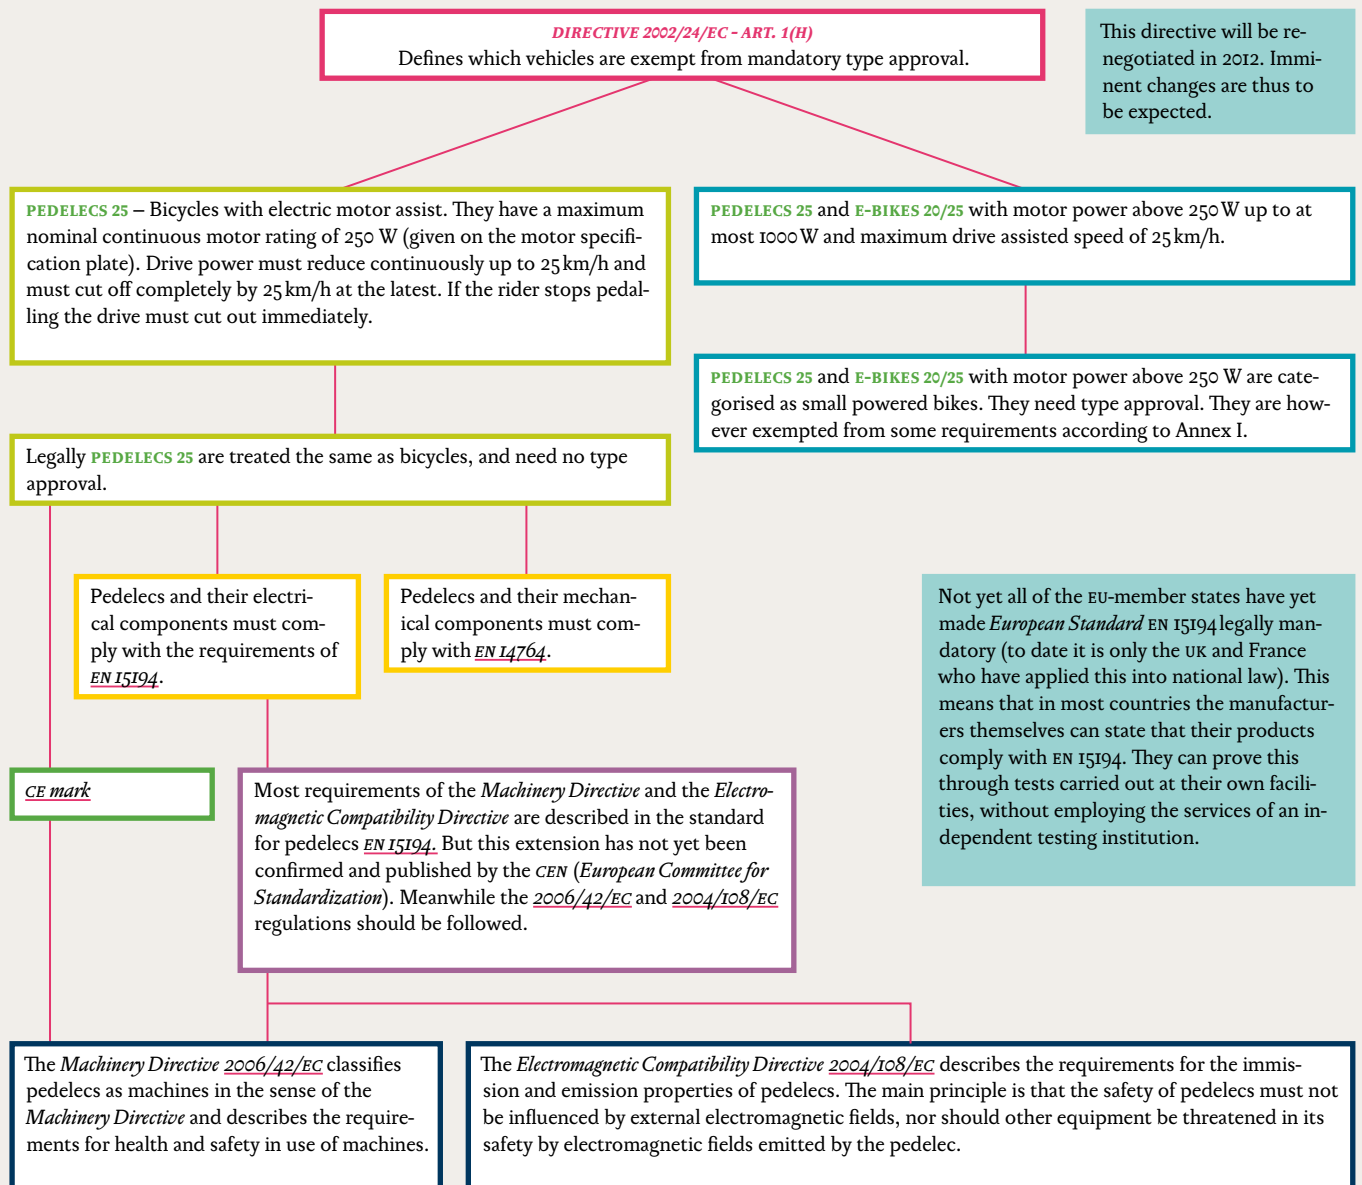 DIRECTIVE 2002/24/EC – ART. 1(H)
Defines which vehicles are exempt from mandatory type approval.
This directive will be re-
negotiated in 2012. Immi-
nent changes are thus to
be expected.
PEDELECS 25 – Bicycles with electric motor assist. They have a maximum
nominal continuous motor rating of 250 W (given on the motor specifi-
cation plate). Drive power must reduce continuously up to 25 km/h and
must cut off completely by 25 km/h at the latest. If the rider stops pedal-
ling the drive must cut out immediately.
PEDELECS 25 and E-BIKES 20/25 with motor power above 250 W up to at
most 1000 W and maximum drive assisted speed of 25 km/h.
PEDELECS 25 and E-BIKES 20/25 with motor power above 250 W are cate-
gorised as small powered bikes. They need type approval. They are how-
ever exempted from some requirements according to Annex I.
Legally PEDELECS 25 are treated the same as bicycles, and need no type
approval.
Pedelecs and their electri-
cal components must com-
ply with the requirements of
EN 15194.
Pedelecs and their mechan-
ical components must com-
ply with EN 14764.
Not yet all of the EU-member states have yet
made European Standard EN 15194 legally man-
datory (to date it is only the UK and France
who have applied this into national law). This
means that in most countries the manufactur-
ers themselves can state that their products
comply with EN 15194. They can prove this
through tests carried out at their own facili-
ties, without employing the services of an in-
dependent testing institution.
CE mark
Most requirements of the Machinery Directive and the Electro-
magnetic Compatibility Directive are described in the standard
for pedelecs EN 15194. But this extension has not yet been
confirmed and published by the CEN (European Committee for
Standardization). Meanwhile the 2006/42/EC and 2004/108/EC
regulations should be followed.
The Machinery Directive 2006/42/EC classifies
pedelecs as machines in the sense of the
Machinery Directive and describes the require-
ments for health and safety in use of machines.
The Electromagnetic Compatibility Directive 2004/108/EC describes the requirements for the immis-
sion and emission properties of pedelecs. The main principle is that the safety of pedelecs must not
be influenced by external electromagnetic fields, nor should other equipment be threatened in its
safety by electromagnetic fields emitted by the pedelec.